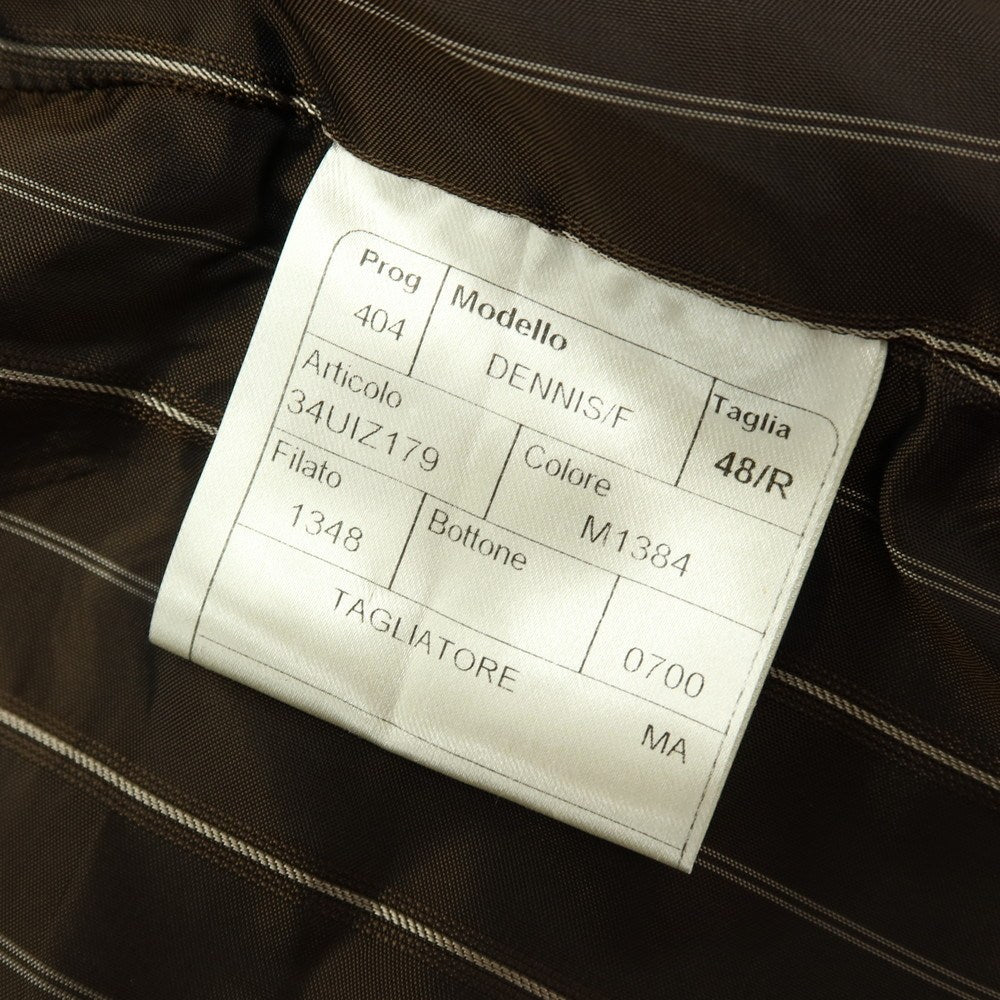 Prog Modello Taglia
404 DENNIS/F 48/R
Articolo Colore
34UIZ179 M1384
Filato Bottone
1348 0700
TAGLIATORE MA